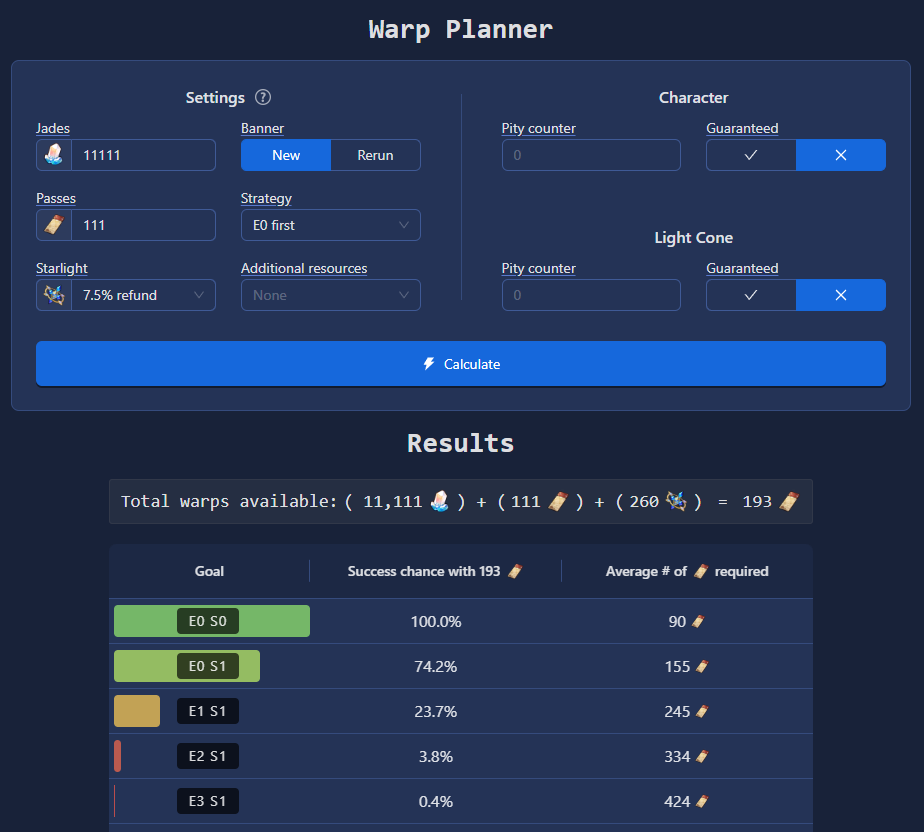 Warp Planner
Settings ?
Character
Jades
Banner
Pity counter
Guaranteed
11111
New
Rerun
0
Passes
Strategy
111
E0 first
Light Cone
Starlight
Additional resources
Pity counter
Guaranteed
7.5% refund
None
0
Calculate
Results
Total warps available: ( 11,111 ) + ( 111 ) + ( 260 ) = 193
Goal
Success chance with 193
Average # of required
E0 S0 100.0% 90
E0 S1 74.2% 155
E1 S1 23.7% 245
E2 S1 3.8% 334
E3 S1 0.4% 424